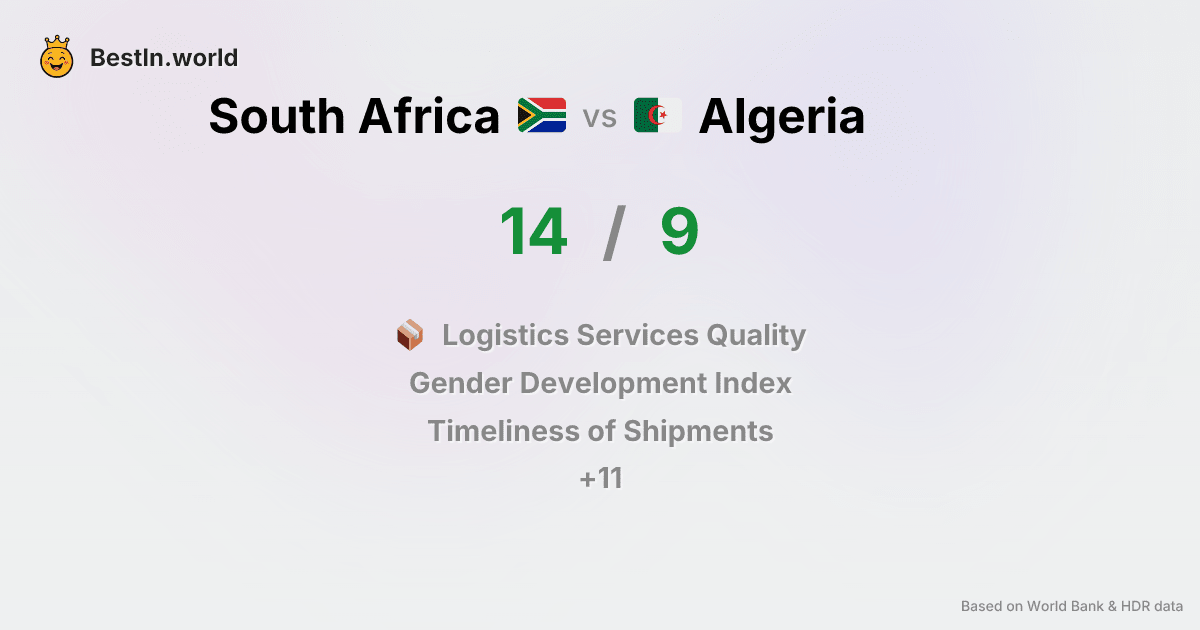 BestIn.world
South Africa vs Algeria
14 / 9
Logistics Services Quality
Gender Development Index
Timeliness of Shipments
+11
Based on World Bank & HDR data